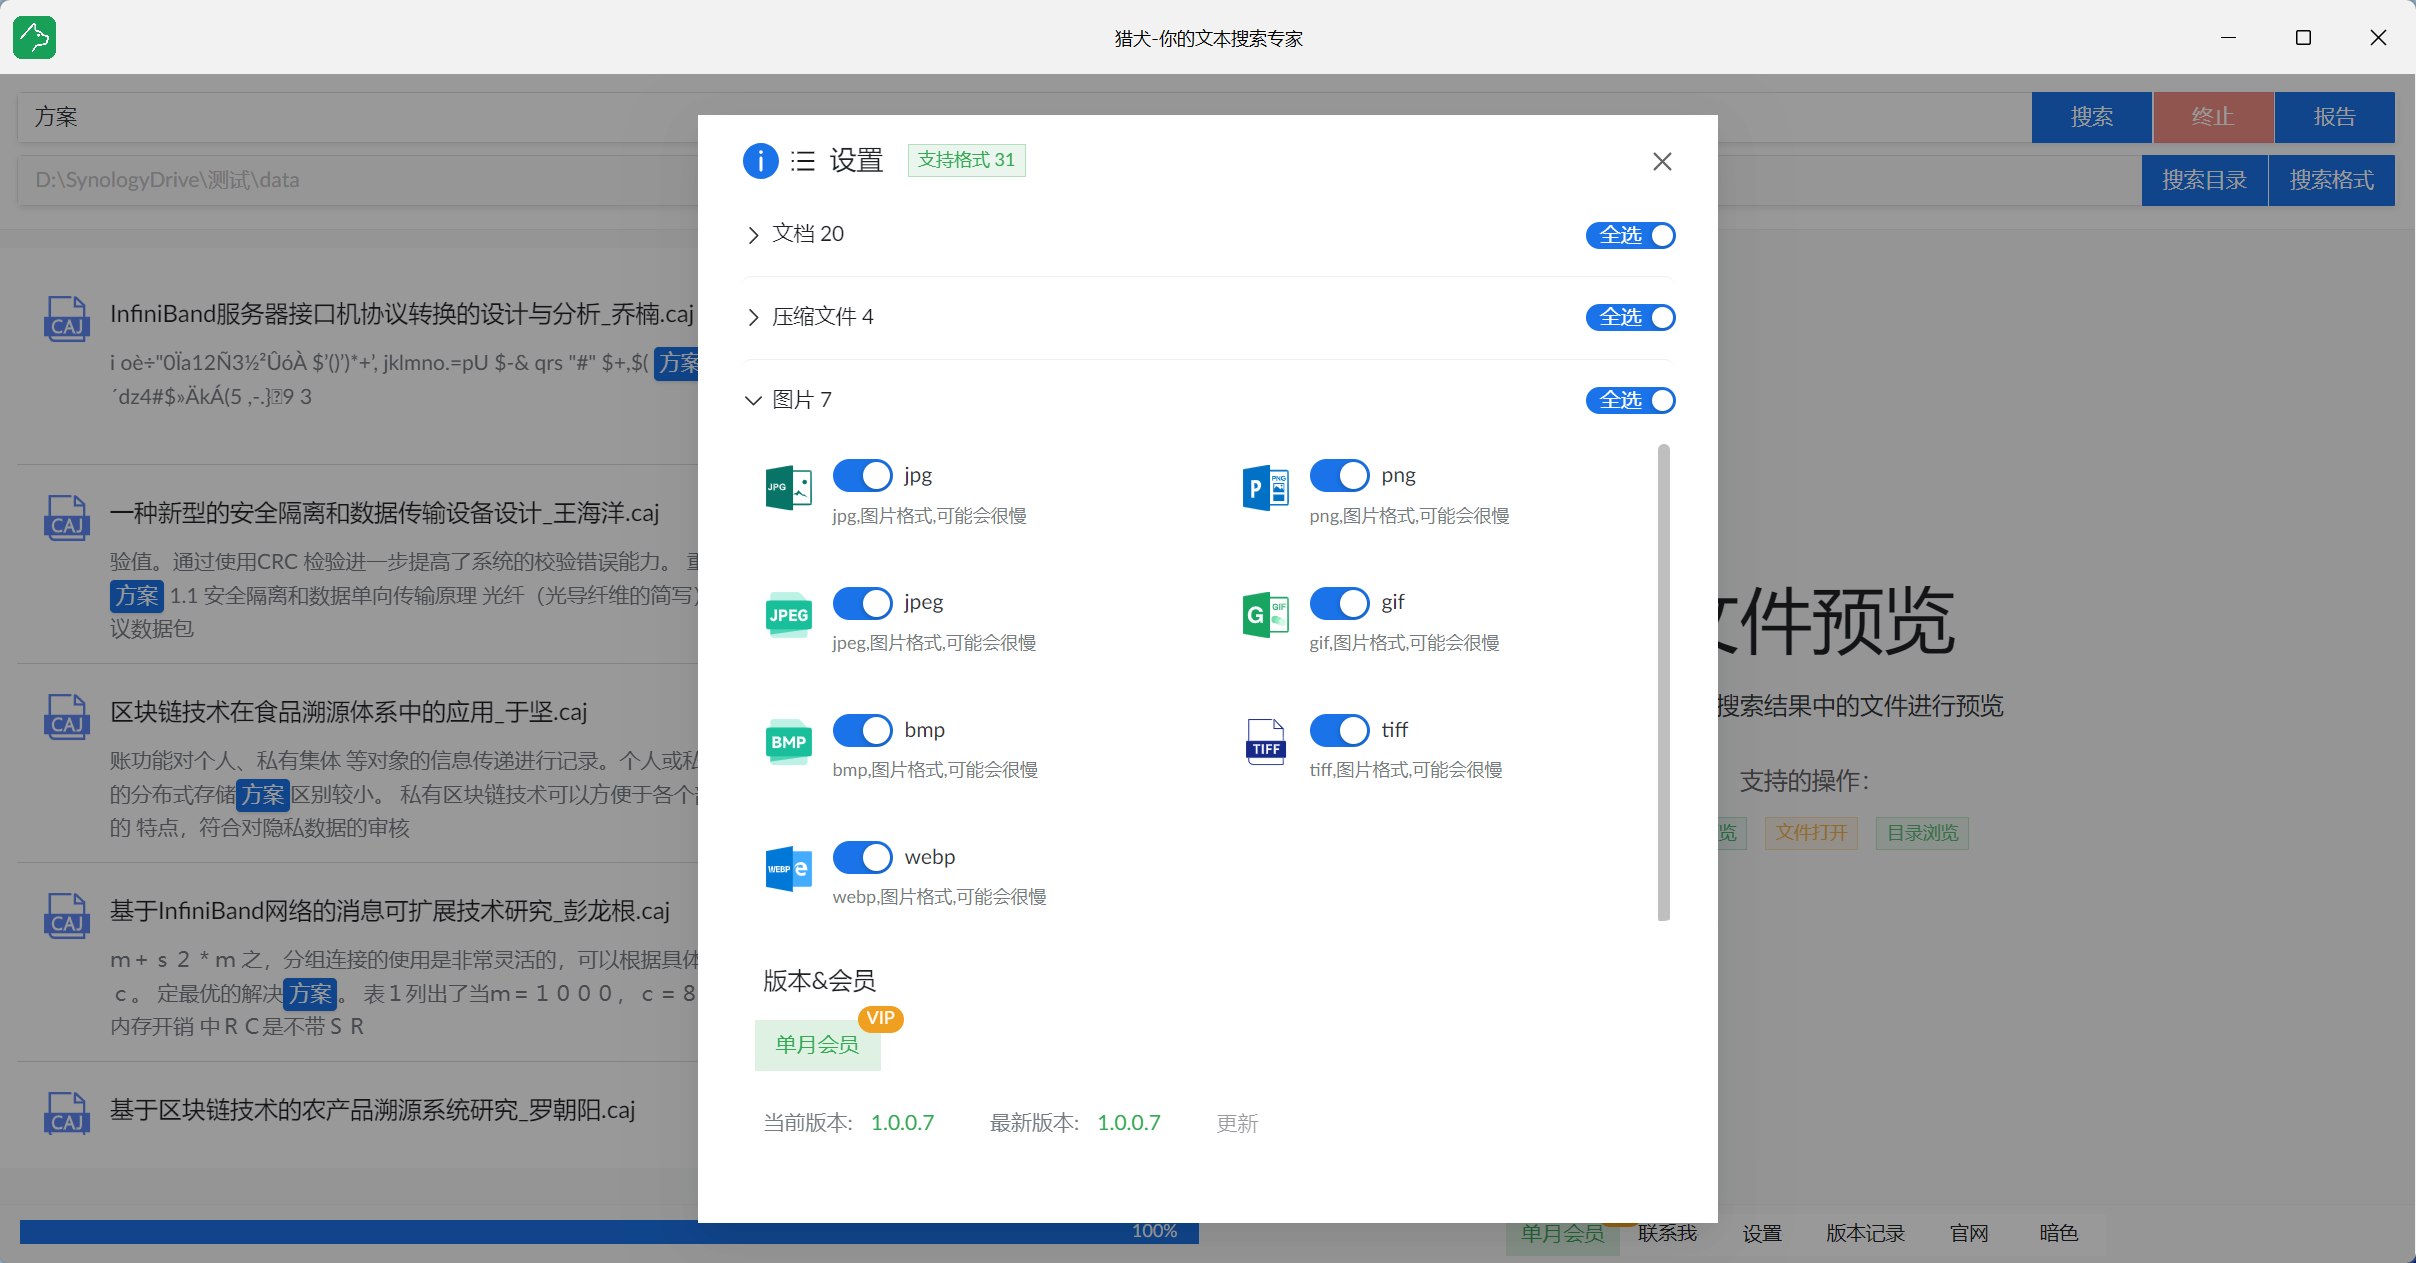 猎犬-你的文本搜索专家
方案
搜索
终止
报告
D:\SynologyDrive\测试\data
搜索目录
搜索格式
InfiniBand服务器接口机协议转换的设计与分析_乔楠.caj
方案
一种新型的安全隔离和数据传输设备设计_王海洋.caj
验值。通过使用CRC 检验进一步提高了系统的校验错误能力。 重
方案 1.1 安全隔离和数据单向传输原理 光纤（光导纤维的简写）
议数据包
区块链技术在食品溯源体系中的应用_于坚.caj
账功能对个人、私有集体 等对象的信息传递进行记录。个人或私
的分布式存储方案区别较小。 私有区块链技术可以方便于各个
的 特点，符合对隐私数据的审核
基于InfiniBand网络的消息可扩展技术研究_彭龙根.caj
ｍ+ ｓ ２ * ｍ 之，分组连接的使用是非常灵活的，可以根据具体
ｃ。 定最优的解决方案。 表１列出了当ｍ＝１０００，ｃ＝８
内存开销 中ＲＣ是不带ＳＲ
基于区块链技术的农产品溯源系统研究_罗朝阳.caj
CAJ
CAJ
CAJ
CAJ
CAJ
设置
支持格式 31
文档 20
全选
压缩文件 4
全选
图片 7
全选
JPG
jpg
jpg,图片格式,可能会很慢
PNG
png
png,图片格式,可能会很慢
JPEG
jpeg
jpeg,图片格式,可能会很慢
GIF
gif
gif,图片格式,可能会很慢
BMP
bmp
bmp,图片格式,可能会很慢
TIFF
tiff
tiff,图片格式,可能会很慢
WEBP
webp
webp,图片格式,可能会很慢
版本&会员
单月会员
VIP
当前版本: 1.0.0.7
最新版本: 1.0.0.7
更新
文件预览
搜索结果中的文件进行预览
支持的操作：
览
文件打开
目录浏览
100%
单月会员
联系我
设置
版本记录
官网
暗色